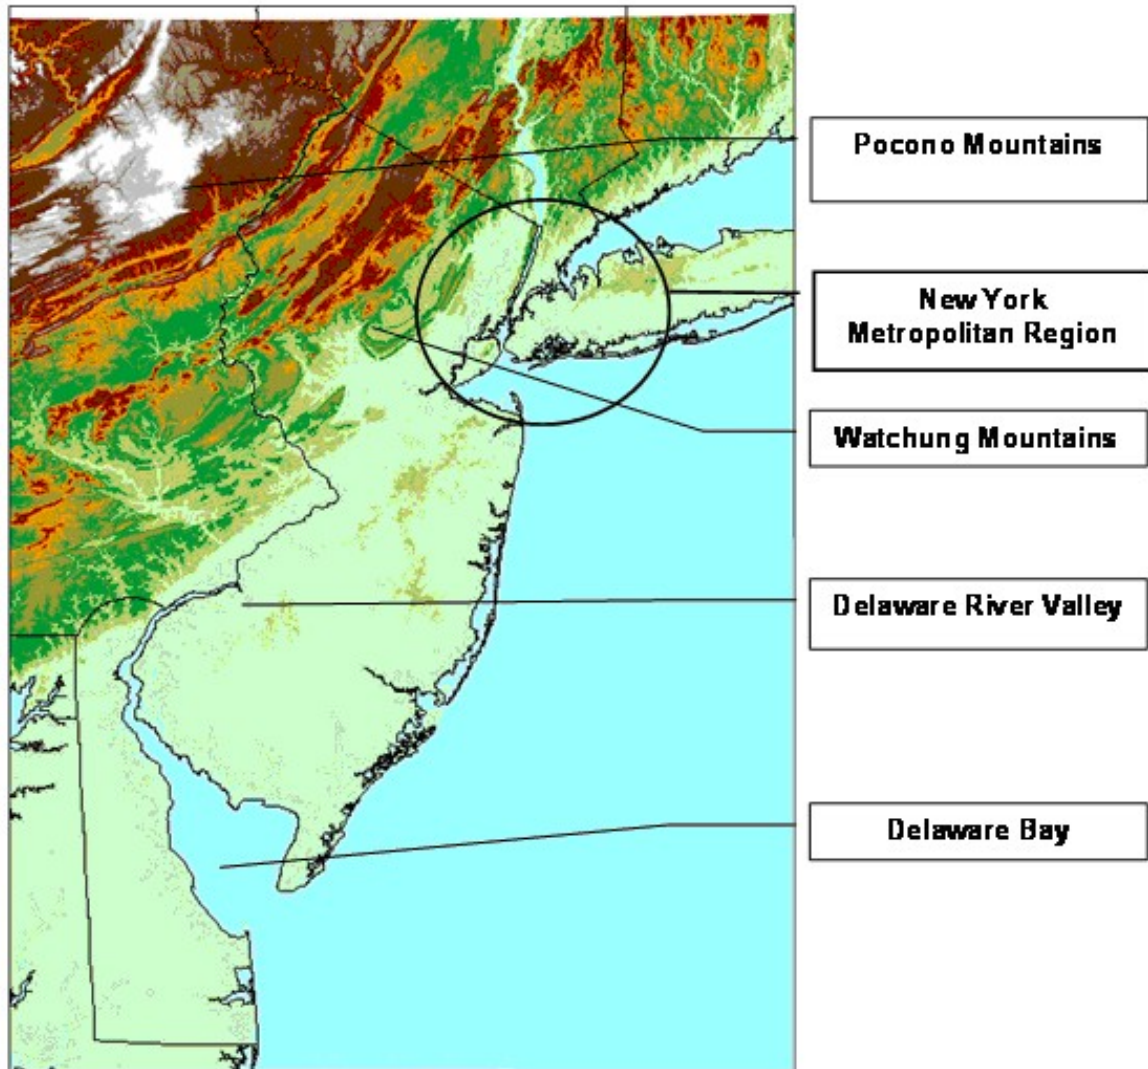 Pocono Mountains
New York
Metropolitan Region
Watchung Mountains
Delaware River Valley
Delaware Bay